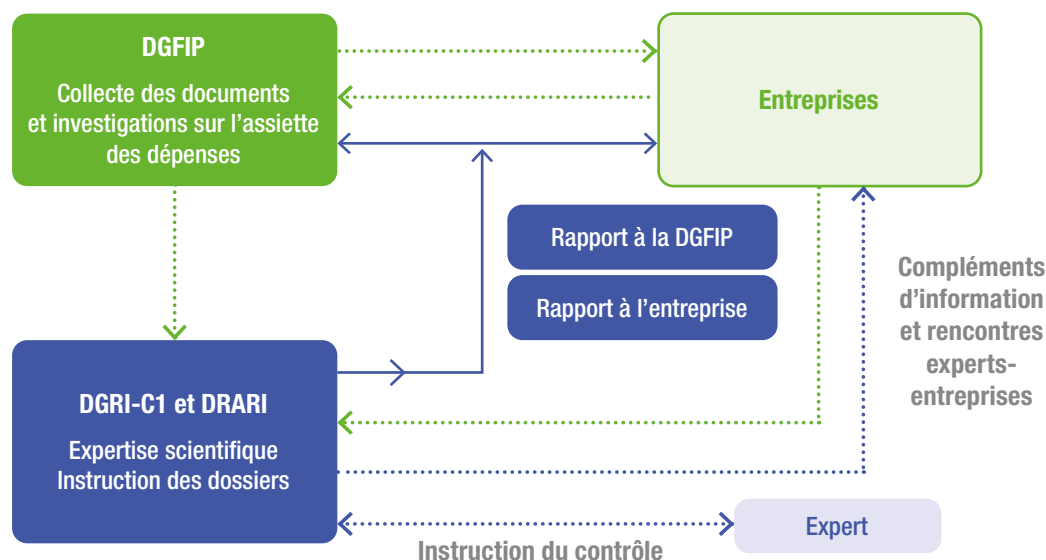 DGFIP
Collecte des documents
et investigations sur l’assiette
des dépenses
Entreprises
Rapport à la DGFIP
Rapport à l’entreprise
Compléments
d’information
et rencontres
experts-
entreprises
DGRI-C1 et DRARI
Expertise scientifique
Instruction des dossiers
Expert
Instruction du contrôle